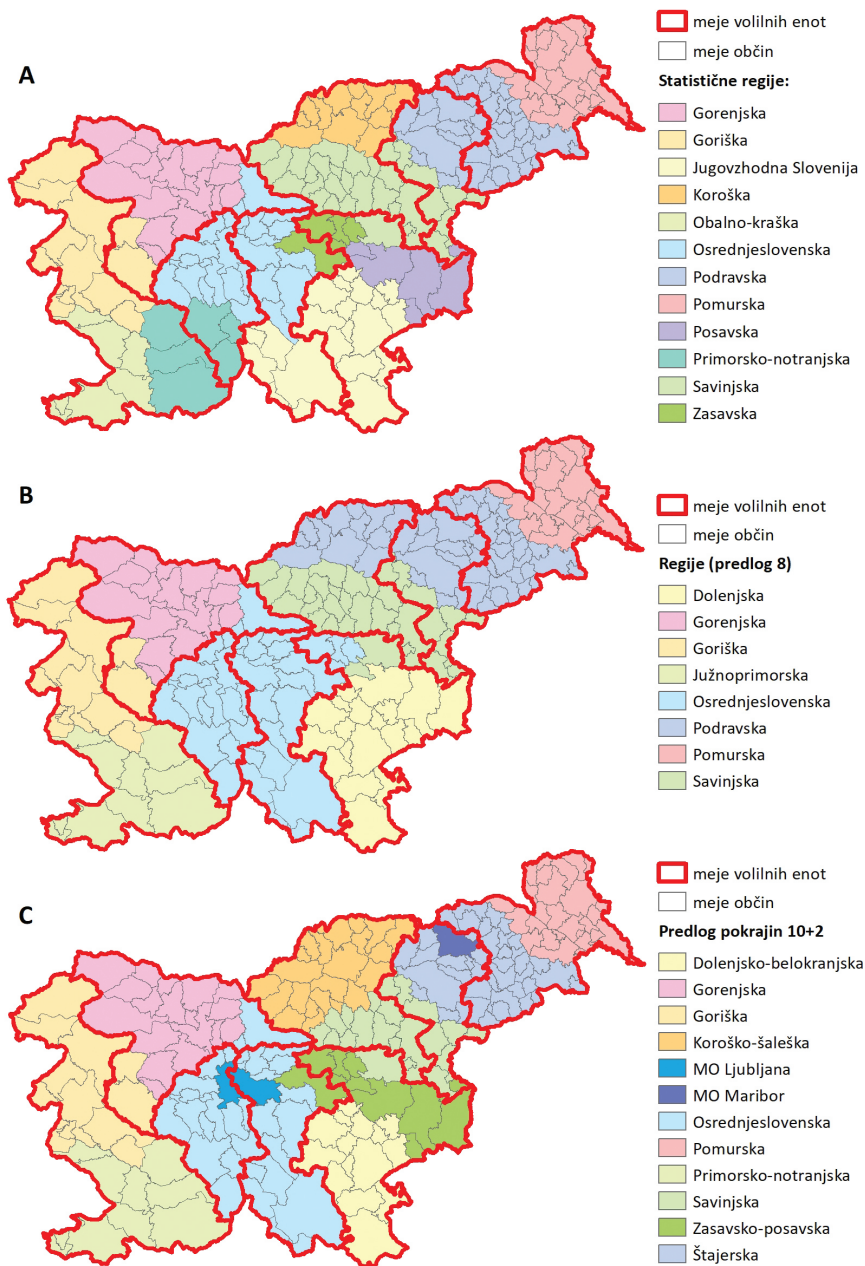 A
meje volilnih enot
meje občin
Statistične regije:
Gorenjska
Goriška
Jugovzhodna Slovenija
Koroška
Obalno-kraška
Osrednjeslovenska
Podravska
Pomurska
Posavska
Primorsko-notranjska
Savinjska
Zasavska
B
meje volilnih enot
meje občin
Regije (predlog 8)
Dolenjska
Gorenjska
Goriška
Južnoprimorska
Osrednjeslovenska
Podravska
Pomurska
Savinjska
C
meje volilnih enot
meje občin
Predlog pokrajin 10+2
Dolenjsko-belokranjska
Gorenjska
Goriška
Koroško-šaleška
MO Ljubljana
MO Maribor
Osrednjeslovenska
Pomurska
Primorsko-notranjska
Savinjska
Zasavsko-posavska
Štajerska